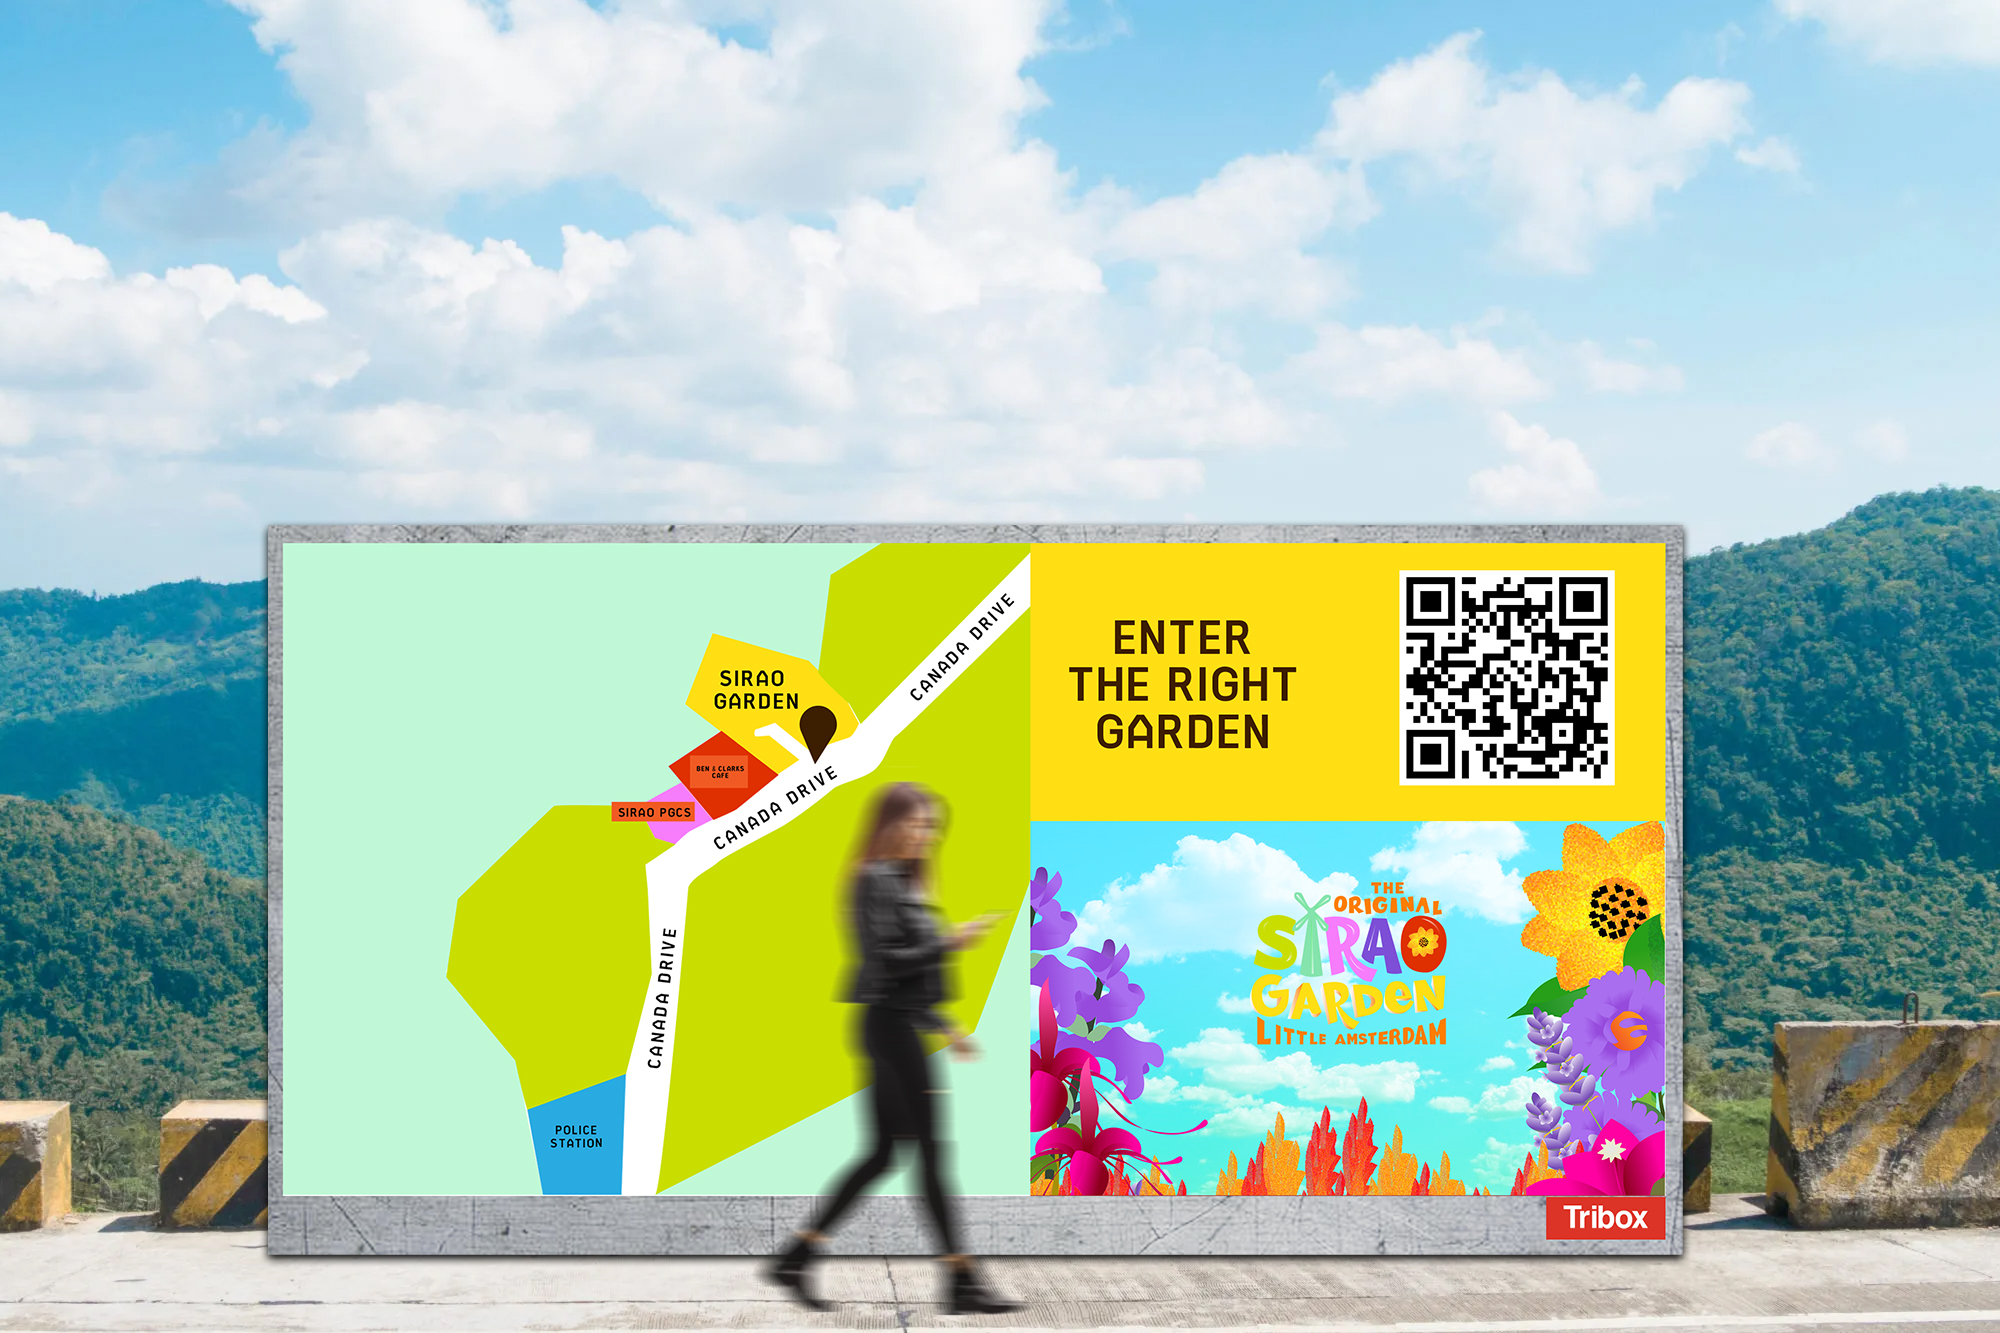 SIRAO
GARDEN
BEN & CLARKS
CAFE
SIRAO PGCS
CANADA DRIVE
CANADA DRIVE
CANADA DRIVE
POLICE
STATION
ENTER
THE RIGHT
GARDEN
THE
ORIGINAL
SIRAO
GARDEN
LITTLE AMSTERDAM
Tribox